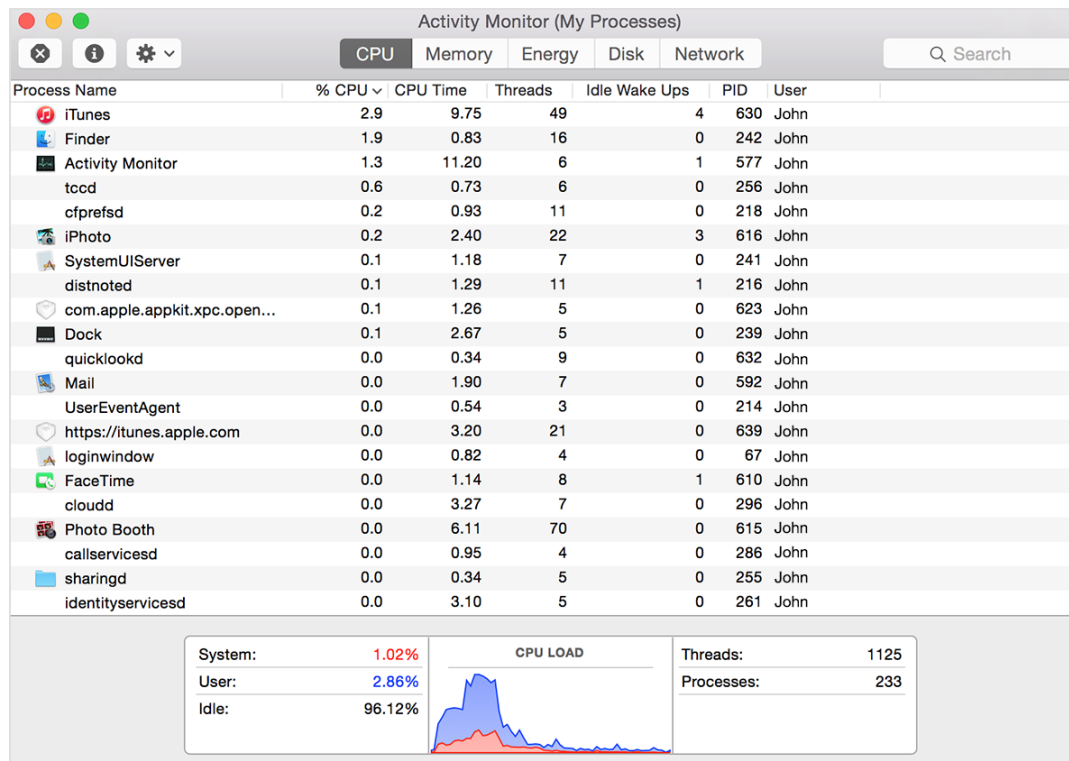 Activity Monitor (My Processes)
CPU Memory Energy Disk Network Search
Process Name % CPU CPU Time Threads Idle Wake Ups PID User
iTunes 2.9 9.75 49 4 630 John
Finder 1.9 0.83 16 0 242 John
Activity Monitor 1.3 11.20 6 1 577 John
tccd 0.6 0.73 6 0 256 John
cfprefsd 0.2 0.93 11 0 218 John
iPhoto 0.2 2.40 22 3 616 John
SystemUIServer 0.1 1.18 7 0 241 John
distnoted 0.1 1.29 11 1 216 John
com.apple.appkit.xpc.open... 0.1 1.26 5 0 623 John
Dock 0.1 2.67 5 0 239 John
quicklookd 0.0 0.34 9 0 632 John
Mail 0.0 1.90 7 0 592 John
UserEventAgent 0.0 0.54 3 0 214 John
https://itunes.apple.com 0.0 3.20 21 0 639 John
loginwindow 0.0 0.82 4 0 67 John
FaceTime 0.0 1.14 8 1 610 John
cloudd 0.0 3.27 7 0 296 John
Photo Booth 0.0 6.11 70 0 615 John
callservicesd 0.0 0.95 4 0 286 John
sharingd 0.0 0.34 5 0 255 John
identityservicesd 0.0 3.10 5 0 261 John
System: 1.02% CPU LOAD Threads: 1125
User: 2.86% Processes: 233
Idle: 96.12%